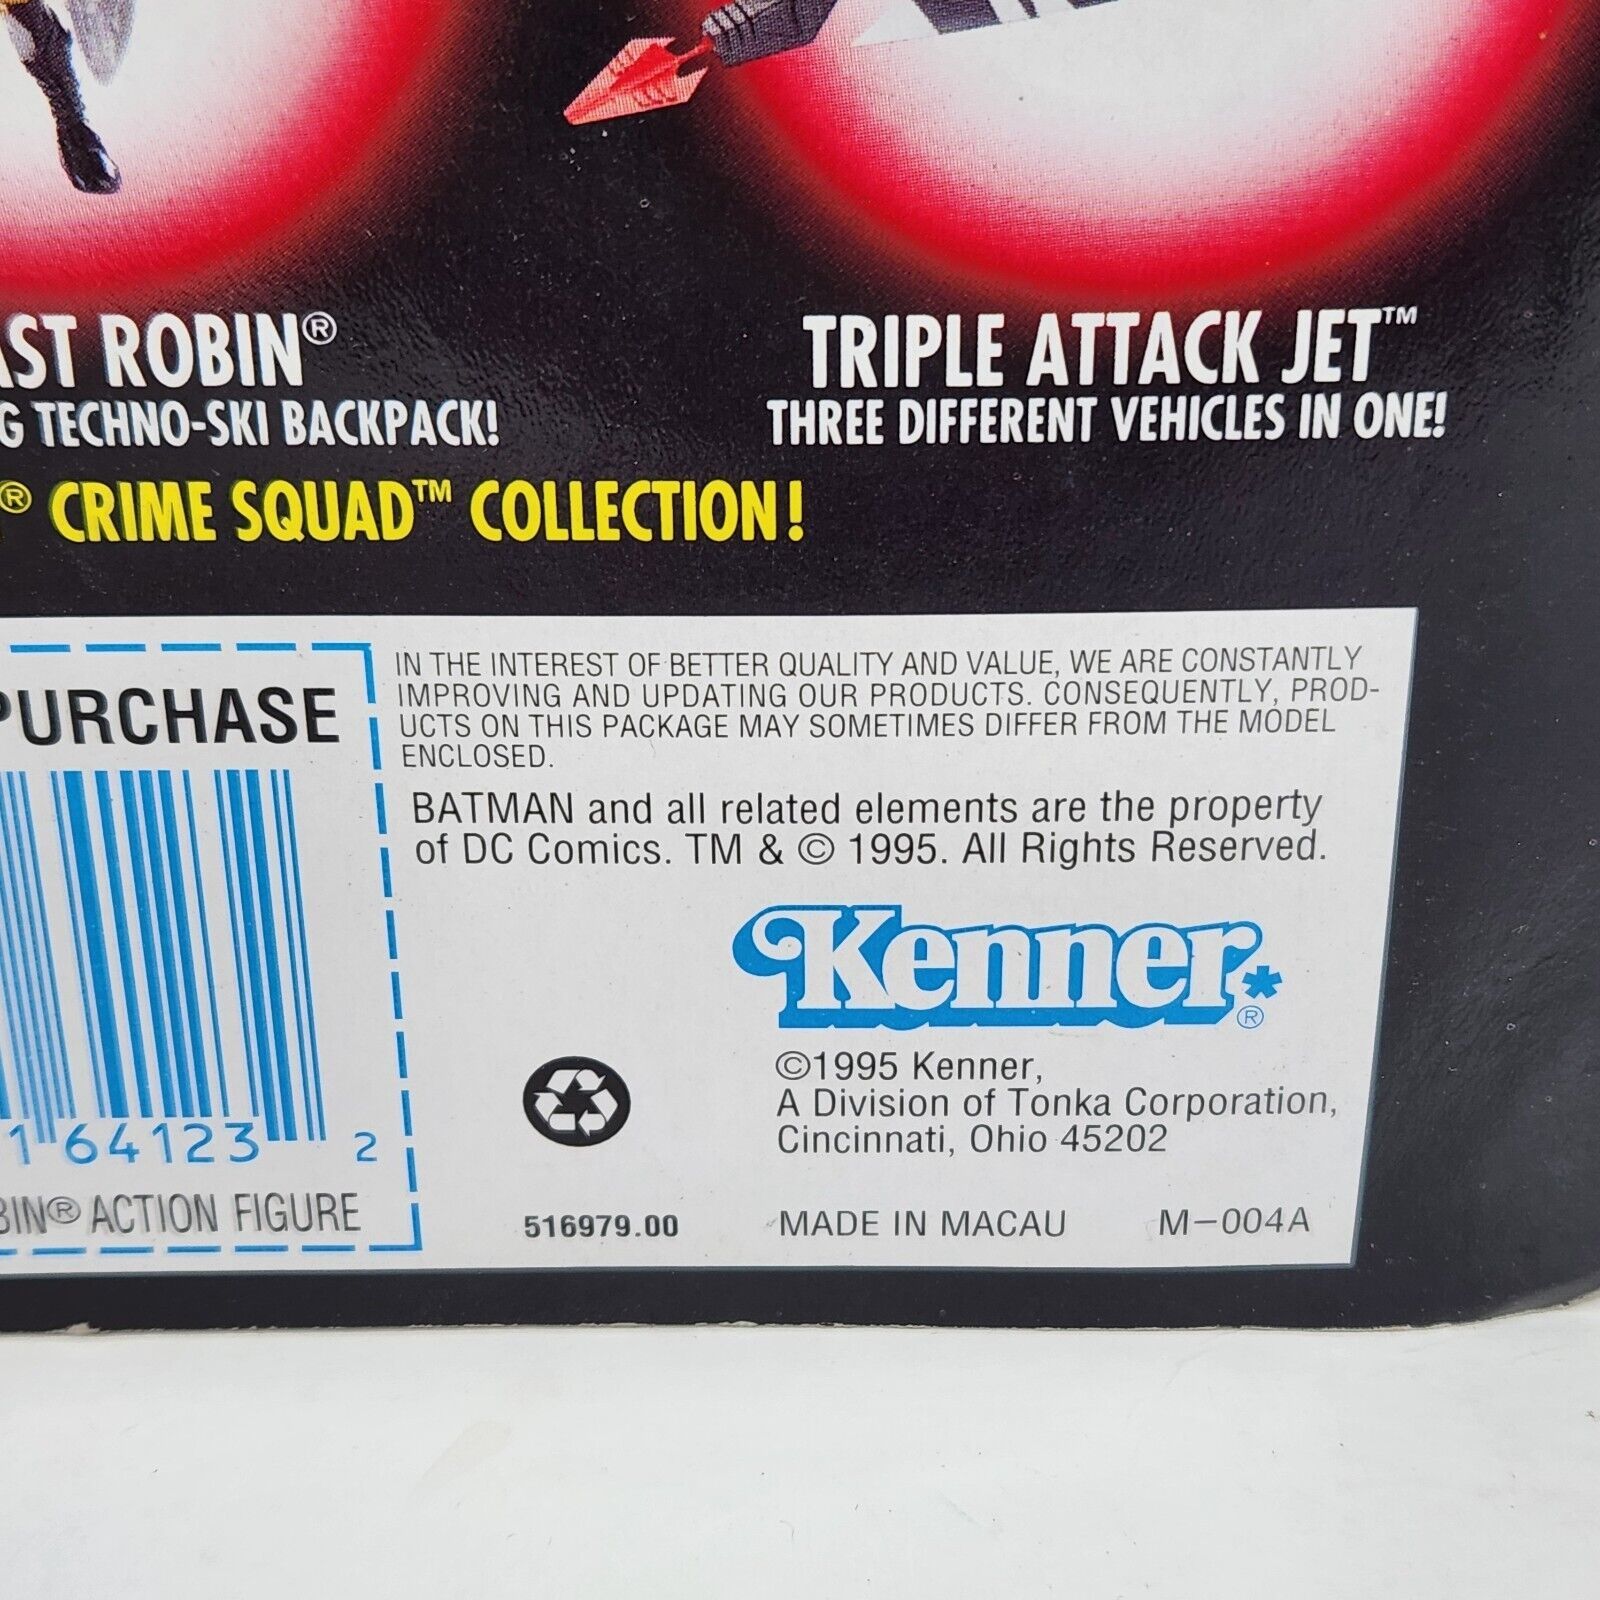 AST ROBIN®
G TECHNO-SKI BACKPACK!
TRIPLE ATTACK JET™
THREE DIFFERENT VEHICLES IN ONE!
® CRIME SQUAD™ COLLECTION!
PURCHASE
1 64123 2
BIN® ACTION FIGURE
IN THE INTEREST OF BETTER QUALITY AND VALUE, WE ARE CONSTANTLY
IMPROVING AND UPDATING OUR PRODUCTS. CONSEQUENTLY, PROD-
UCTS ON THIS PACKAGE MAY SOMETIMES DIFFER FROM THE MODEL
ENCLOSED.
BATMAN and all related elements are the property
of DC Comics. TM & © 1995. All Rights Reserved.
Kenner®
©1995 Kenner,
A Division of Tonka Corporation,
Cincinnati, Ohio 45202
516979.00 MADE IN MACAU M-004A